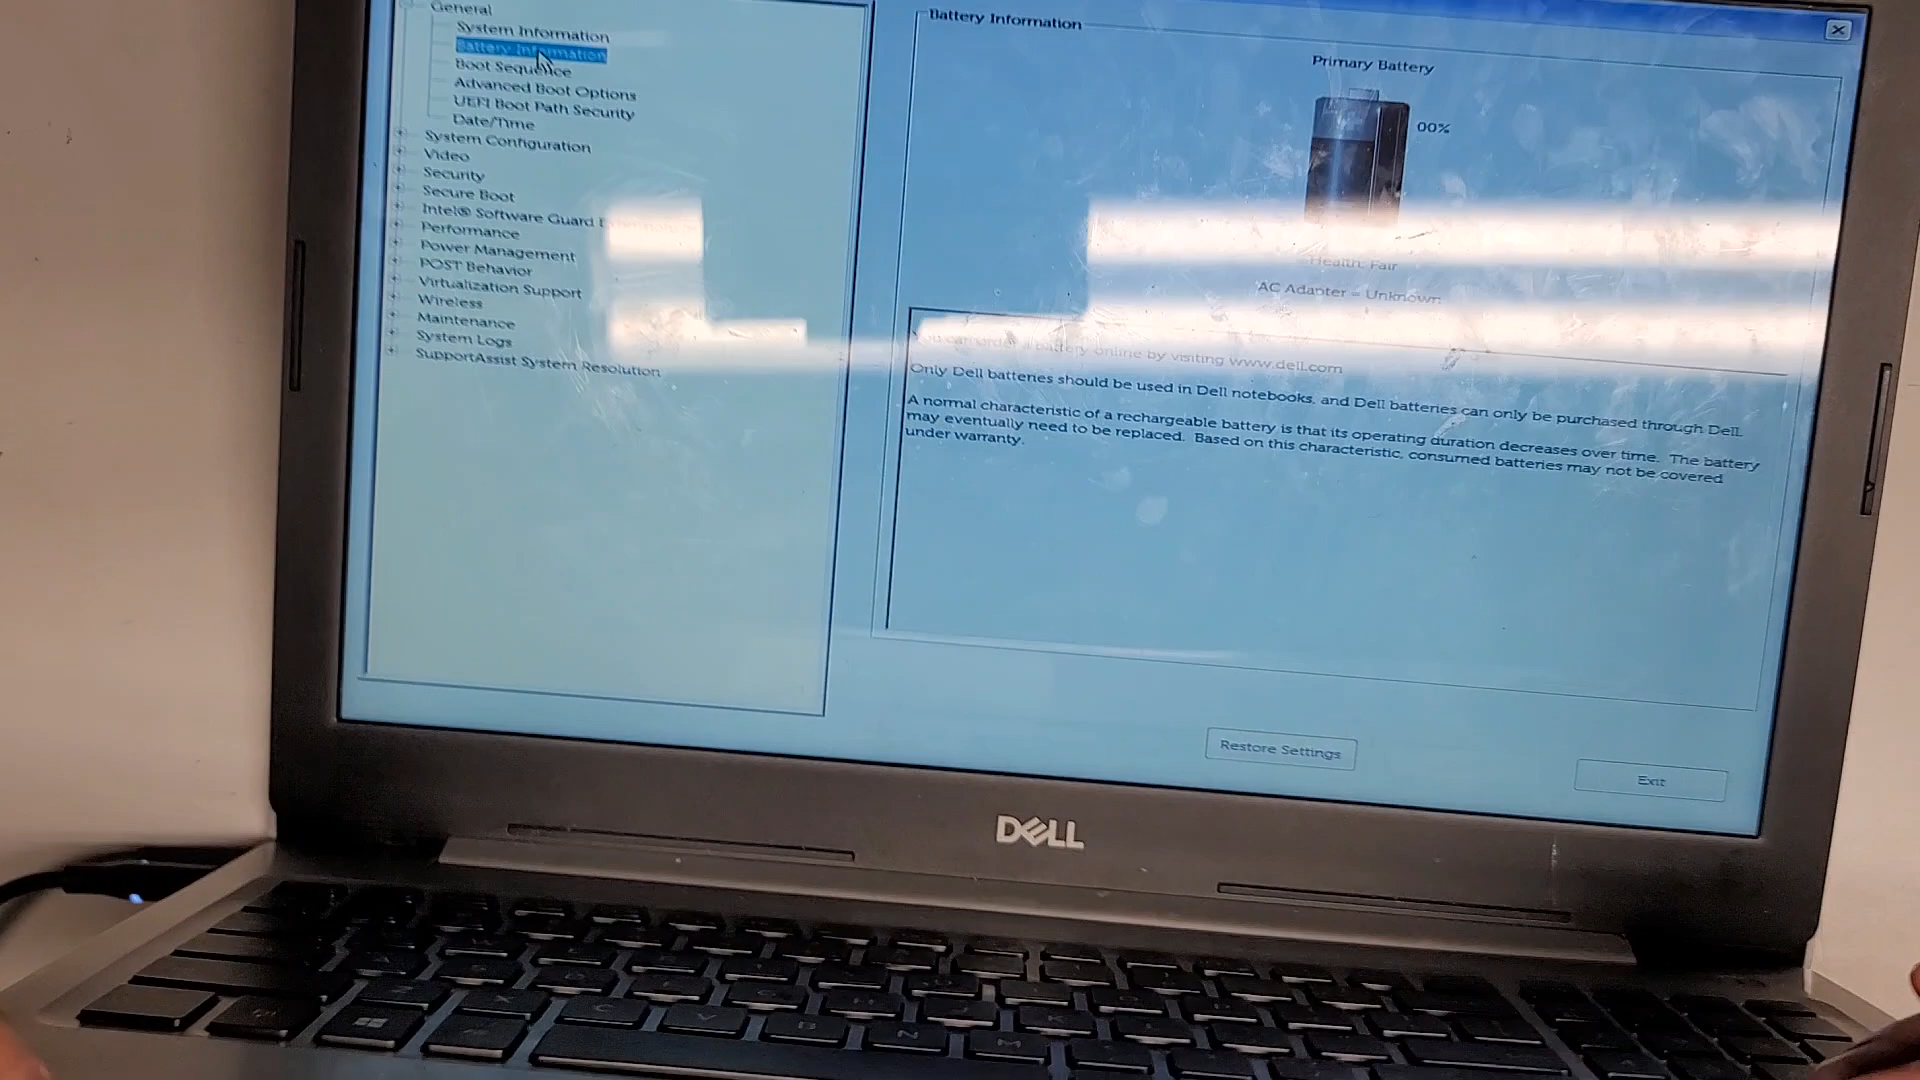 General
System Information
Battery Information
Boot Sequence
Advanced Boot Options
UEFI Boot Path Security
Date/Time
System Configuration
Video
Security
Secure Boot
Intel® Software Guard
Performance
Power Management
POST Behavior
Virtualization Support
Wireless
Maintenance
System Logs
SupportAssist System Resolution
Battery Information
Primary Battery
00%
Health: Fair
AC Adapter = Unknown
You can order a battery online by visiting www.dell.com
Only Dell batteries should be used in Dell notebooks, and Dell batteries can only be purchased through Dell.
A normal characteristic of a rechargeable battery is that its operating duration decreases over time. The battery
may eventually need to be replaced. Based on this characteristic, consumed batteries may not be covered
under warranty.
Restore Settings
Exit
DELL
Z X C V B N M